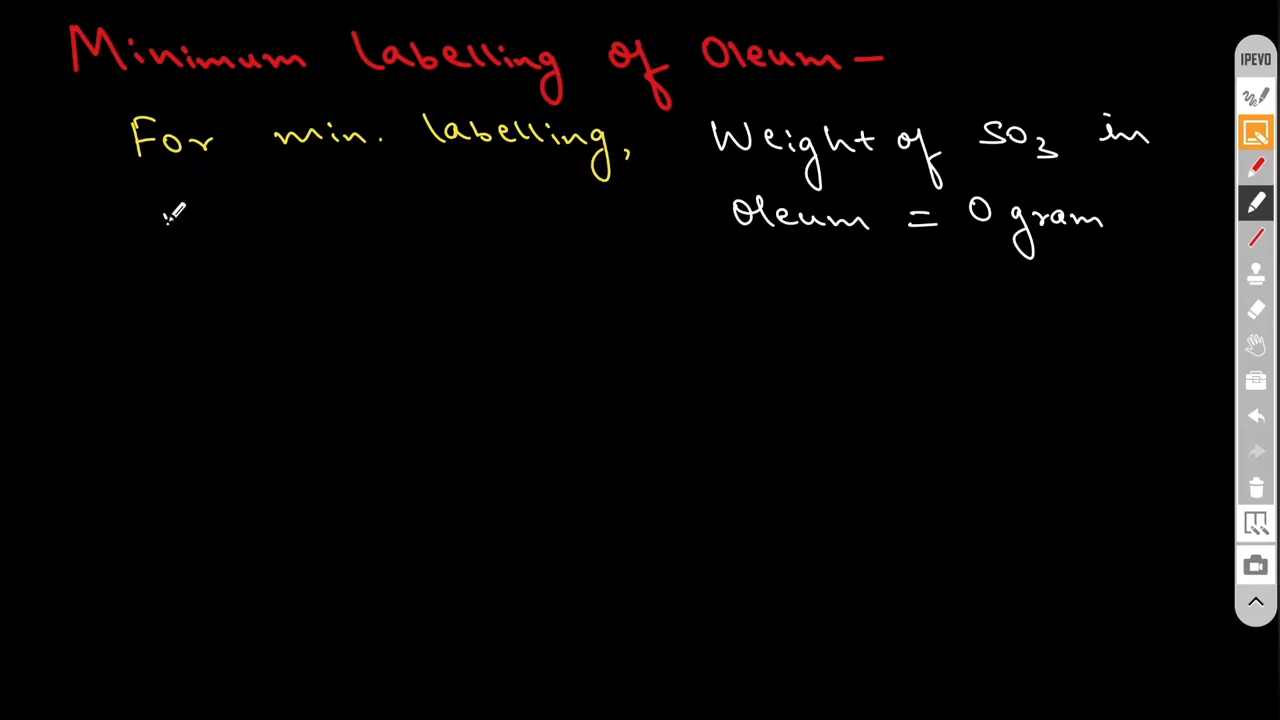 Minimum labelling of Oleum -
For min. labelling, Weight of SO3 in
Oleum = 0 gram
IPEVO